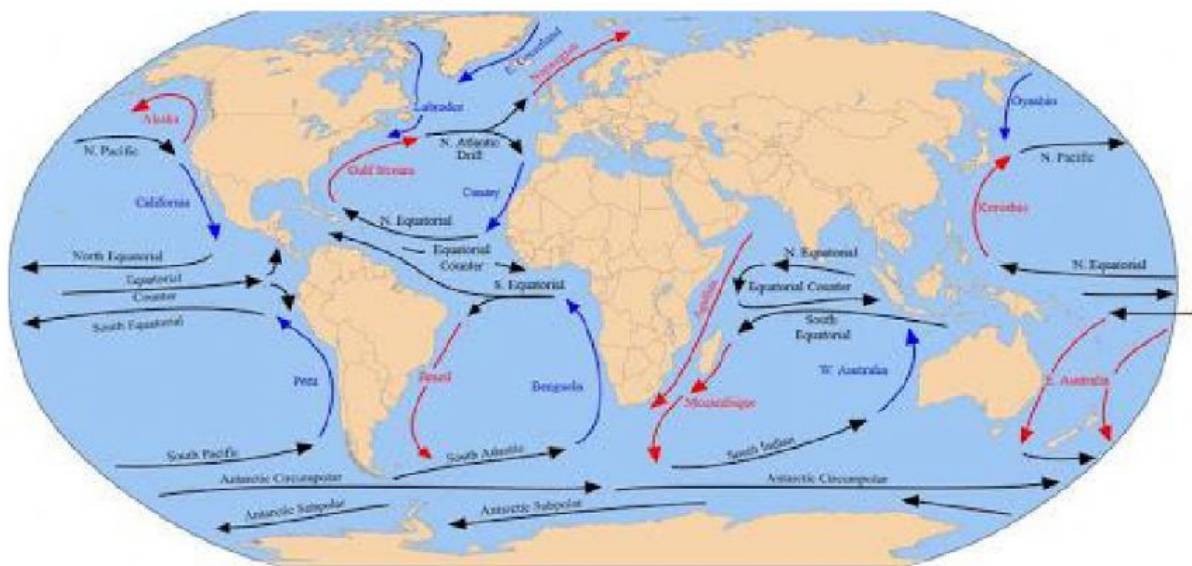 E. Greenland
Norwegian
Alaska
Labrador
Oyashio
N. Pacific
N. Atlantic
Drift
N. Pacific
Gulf Stream
Canary
California
Kuroshio
N. Equatorial
North Equatorial
Equatorial
Counter
N. Equatorial
N. Equatorial
Equatorial
Counter
S. Equatorial
Equatorial Counter
South Equatorial
South
Equatorial
Peru
Brazil
Benguela
W. Australia
E. Australia
Mozambique
South Pacific
South Atlantic
South Indian
Antarctic Circumpolar
Antarctic Circumpolar
Antarctic Subpolar
Antarctic Subpolar